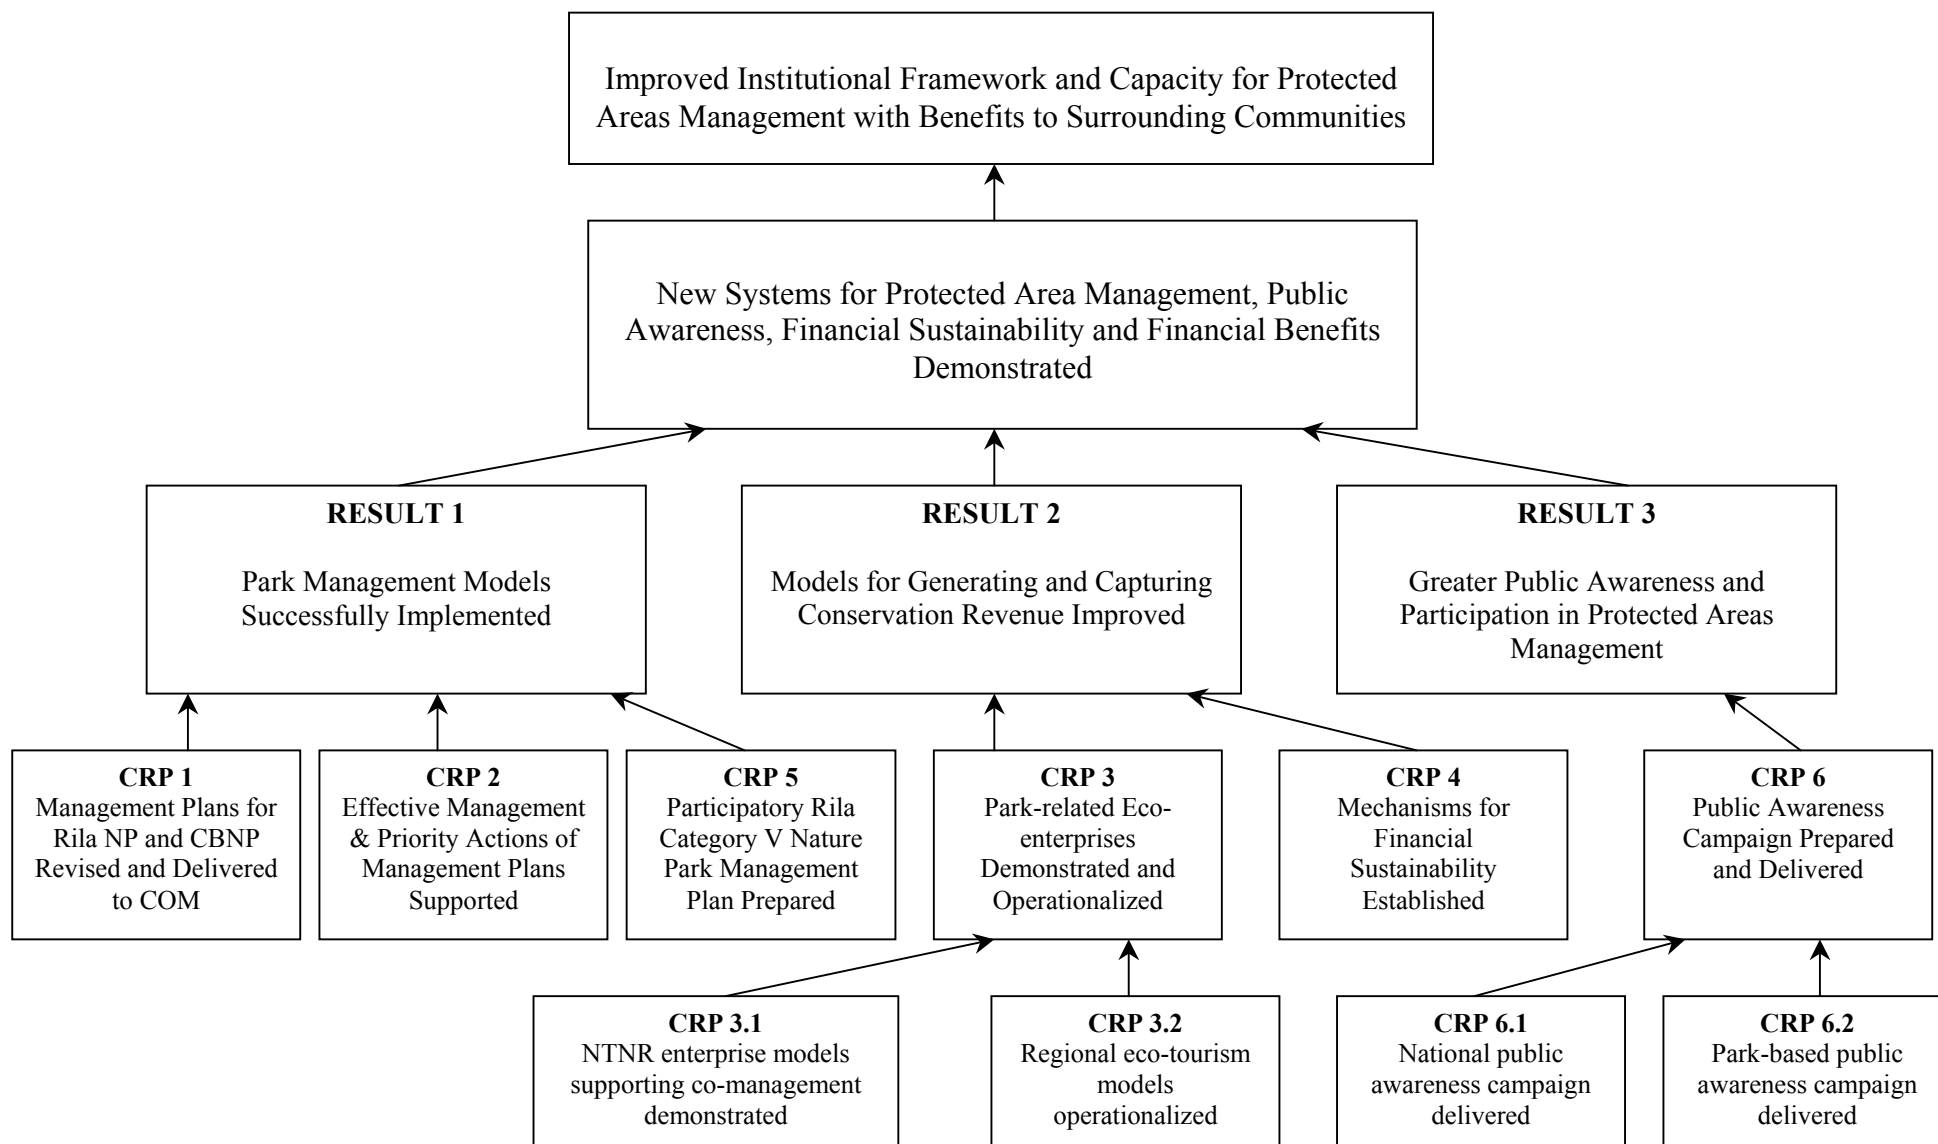 Improved Institutional Framework and Capacity for Protected
Areas Management with Benefits to Surrounding Communities
New Systems for Protected Area Management, Public
Awareness, Financial Sustainability and Financial Benefits
Demonstrated
RESULT 1
Park Management Models
Successfully Implemented
RESULT 2
Models for Generating and Capturing
Conservation Revenue Improved
RESULT 3
Greater Public Awareness and
Participation in Protected Areas
Management
CRP 1
Management Plans for
Rila NP and CBNP
Revised and Delivered
to COM
CRP 2
Effective Management
& Priority Actions of
Management Plans
Supported
CRP 5
Participatory Rila
Category V Nature
Park Management
Plan Prepared
CRP 3
Park-related Eco-
enterprises
Demonstrated and
Operationalized
CRP 4
Mechanisms for
Financial
Sustainability
Established
CRP 6
Public Awareness
Campaign Prepared
and Delivered
CRP 3.1
NTNR enterprise models
supporting co-management
demonstrated
CRP 3.2
Regional eco-tourism
models
operationalized
CRP 6.1
National public
awareness campaign
delivered
CRP 6.2
Park-based public
awareness campaign
delivered